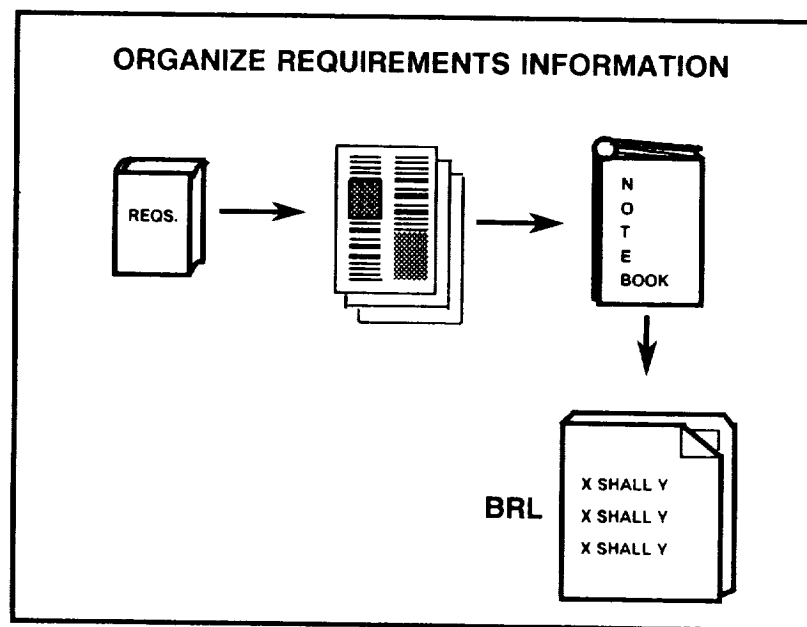 ORGANIZE REQUIREMENTS INFORMATION
REQS.
N
O
T
E
BOOK
BRL
X SHALL Y
X SHALL Y
X SHALL Y